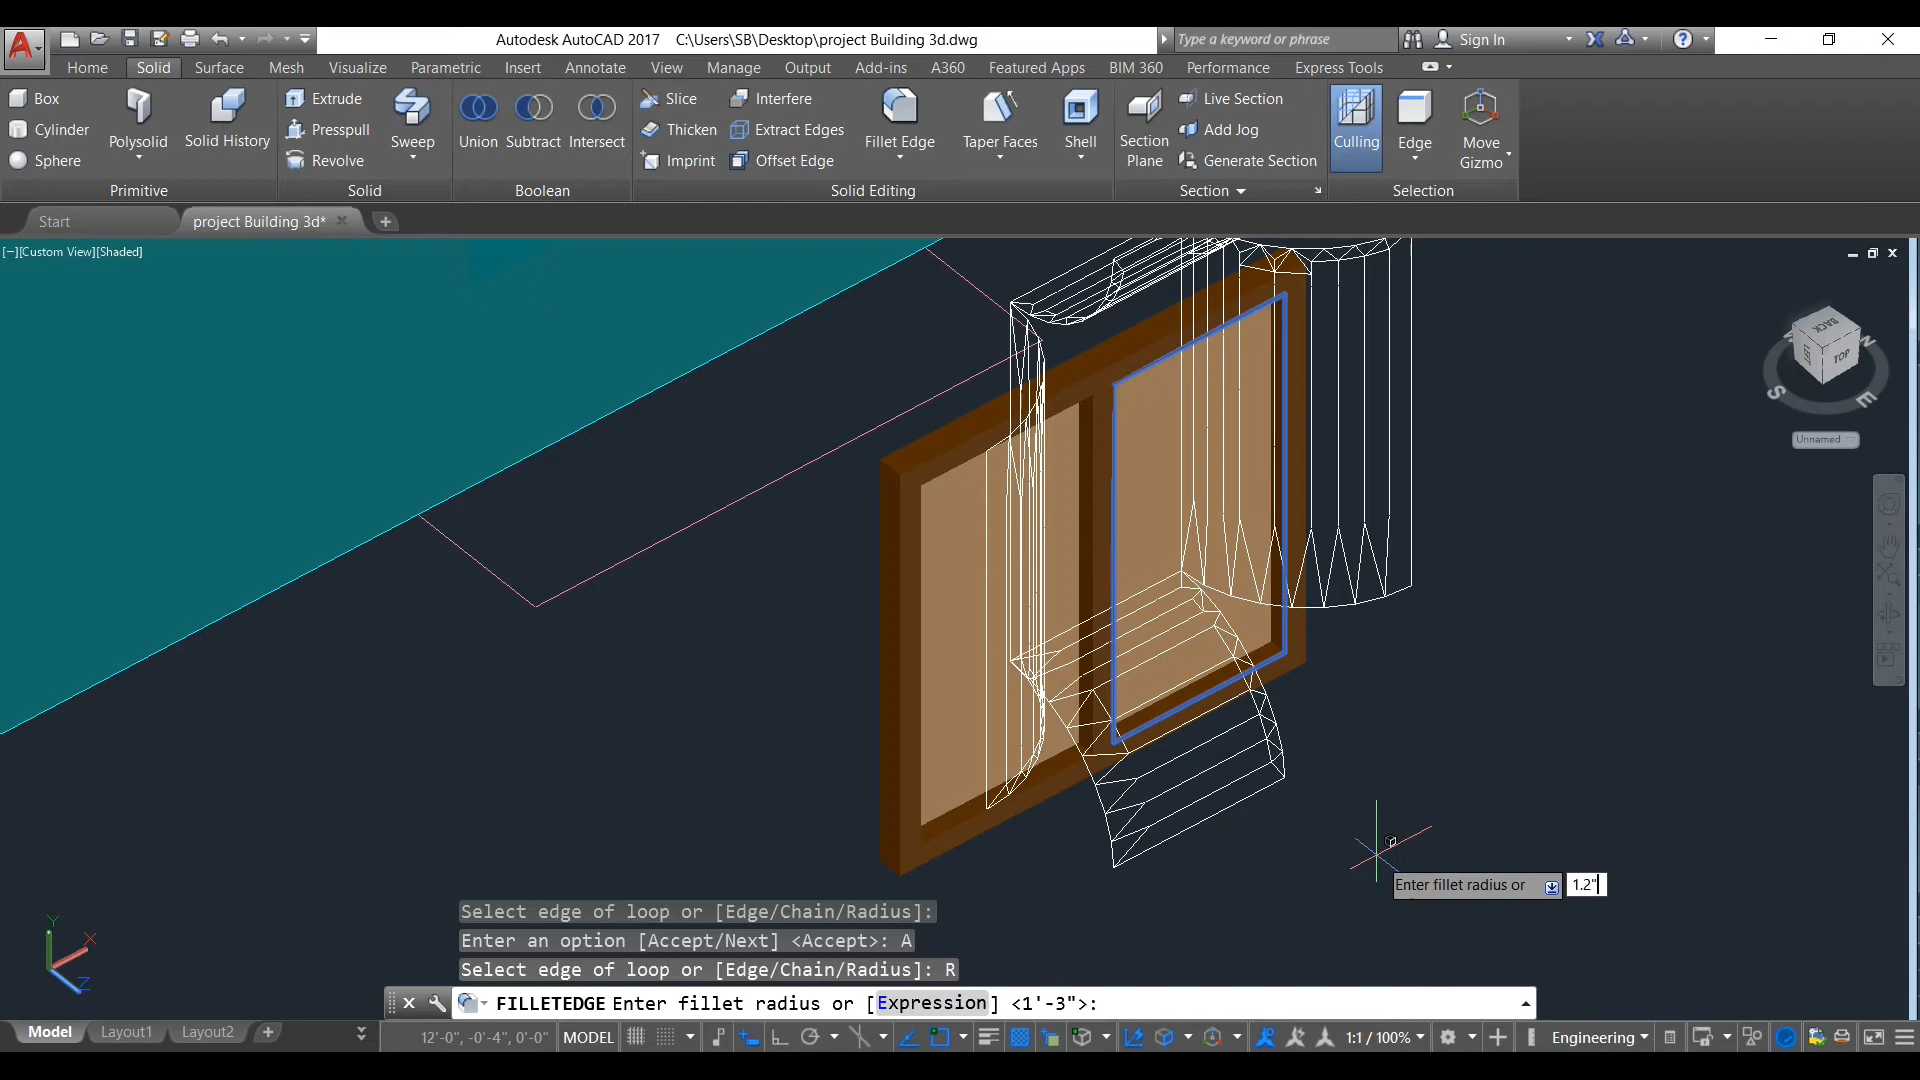 Autodesk AutoCAD 2017 C:\Users\SB\Desktop\project Building 3d.dwg
Type a keyword or phrase
Sign In
Home Solid Surface Mesh Visualize Parametric Insert Annotate View Manage Output Add-ins A360 Featured Apps BIM 360 Performance Express Tools
Box
Cylinder
Sphere
Polysolid
Solid History
Primitive
Extrude
Presspull
Revolve
Sweep
Solid
Union Subtract Intersect
Boolean
Slice
Thicken
Imprint
Interfere
Extract Edges
Offset Edge
Fillet Edge
Taper Faces
Shell
Solid Editing
Section
Plane
Live Section
Add Jog
Generate Section
Section
Culling
Edge
Move
Gizmo
Selection
Start
project Building 3d*
[−][Custom View][Shaded]
BACK
LEFT
TOP
N
S
E
Unnamed
Enter fillet radius or 1.2"
Select edge of loop or [Edge/Chain/Radius]:
Enter an option [Accept/Next] <Accept>: A
Select edge of loop or [Edge/Chain/Radius]: R
FILLETEDGE Enter fillet radius or [Expression] <1'-3">:
Y
X
Z
Model Layout1 Layout2
12'-0", -0'-4", 0'-0"
MODEL
1:1 / 100%
Engineering